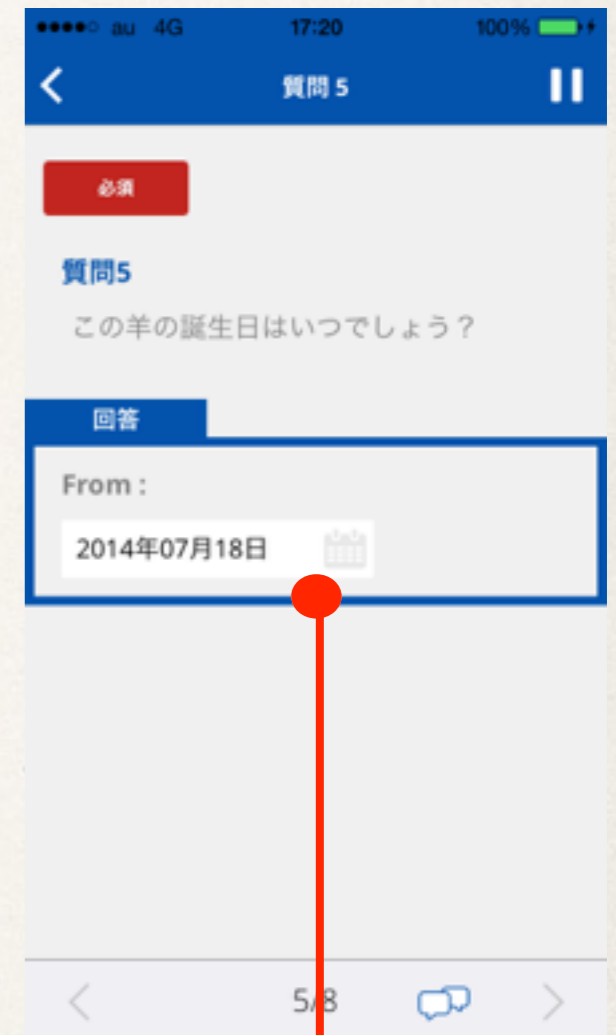 au 4G 17:20 100%
質問 5
必須
質問5
この羊の誕生日はいつでしょう？
回答
From :
2014年07月18日
5/8